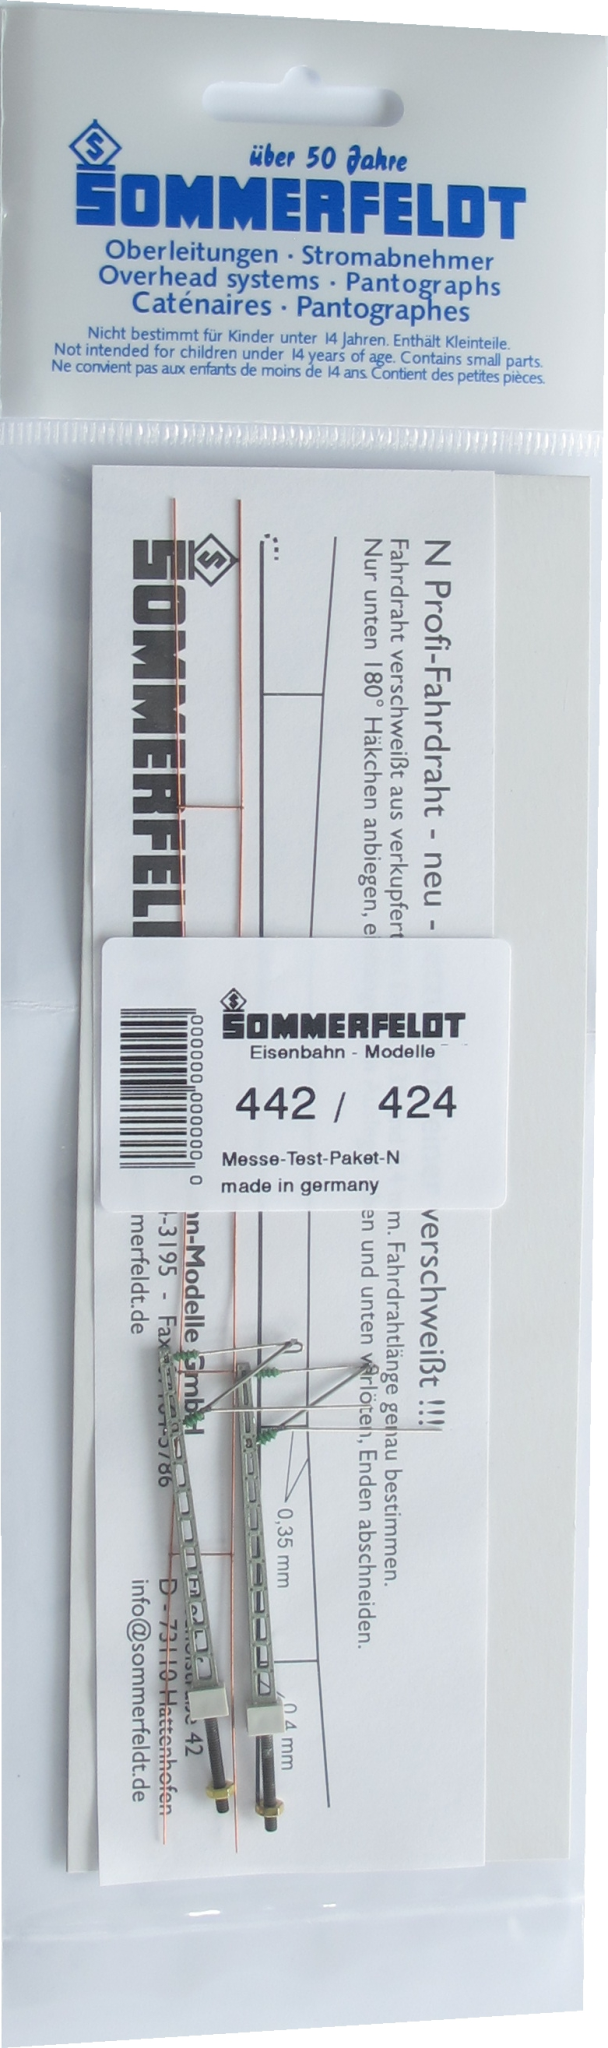 über 50 Jahre
SOMMERFELDT
Oberleitungen · Stromabnehmer
Overhead systems · Pantographs
Caténaires · Pantographes
Nicht bestimmt für Kinder unter 14 Jahren. Enthält Kleinteile.
Not intended for children under 14 years of age. Contains small parts.
Ne convient pas aux enfants de moins de 14 ans. Contient des petites pièces.
N Profi-Fahrdraht - neu - verschweißt !!!
Fahrdraht verschweißt aus verkupfert m. Fahrdrahtlänge genau bestimmen.
Nur unten 180° Häkchen anbiegen, en und unten verlöten, Enden abschneiden.
0,35 mm
0,4 mm
SOMMERFEL
nn-Modelle GmbH
42
-3195 - Fax
D - 73110 Hattenhofen
merfeldt.de
info@sommerfeldt.de
SOMMERFELDT
Eisenbahn - Modelle
442 / 424
Messe-Test-Paket-N
made in germany
000000 000000 0